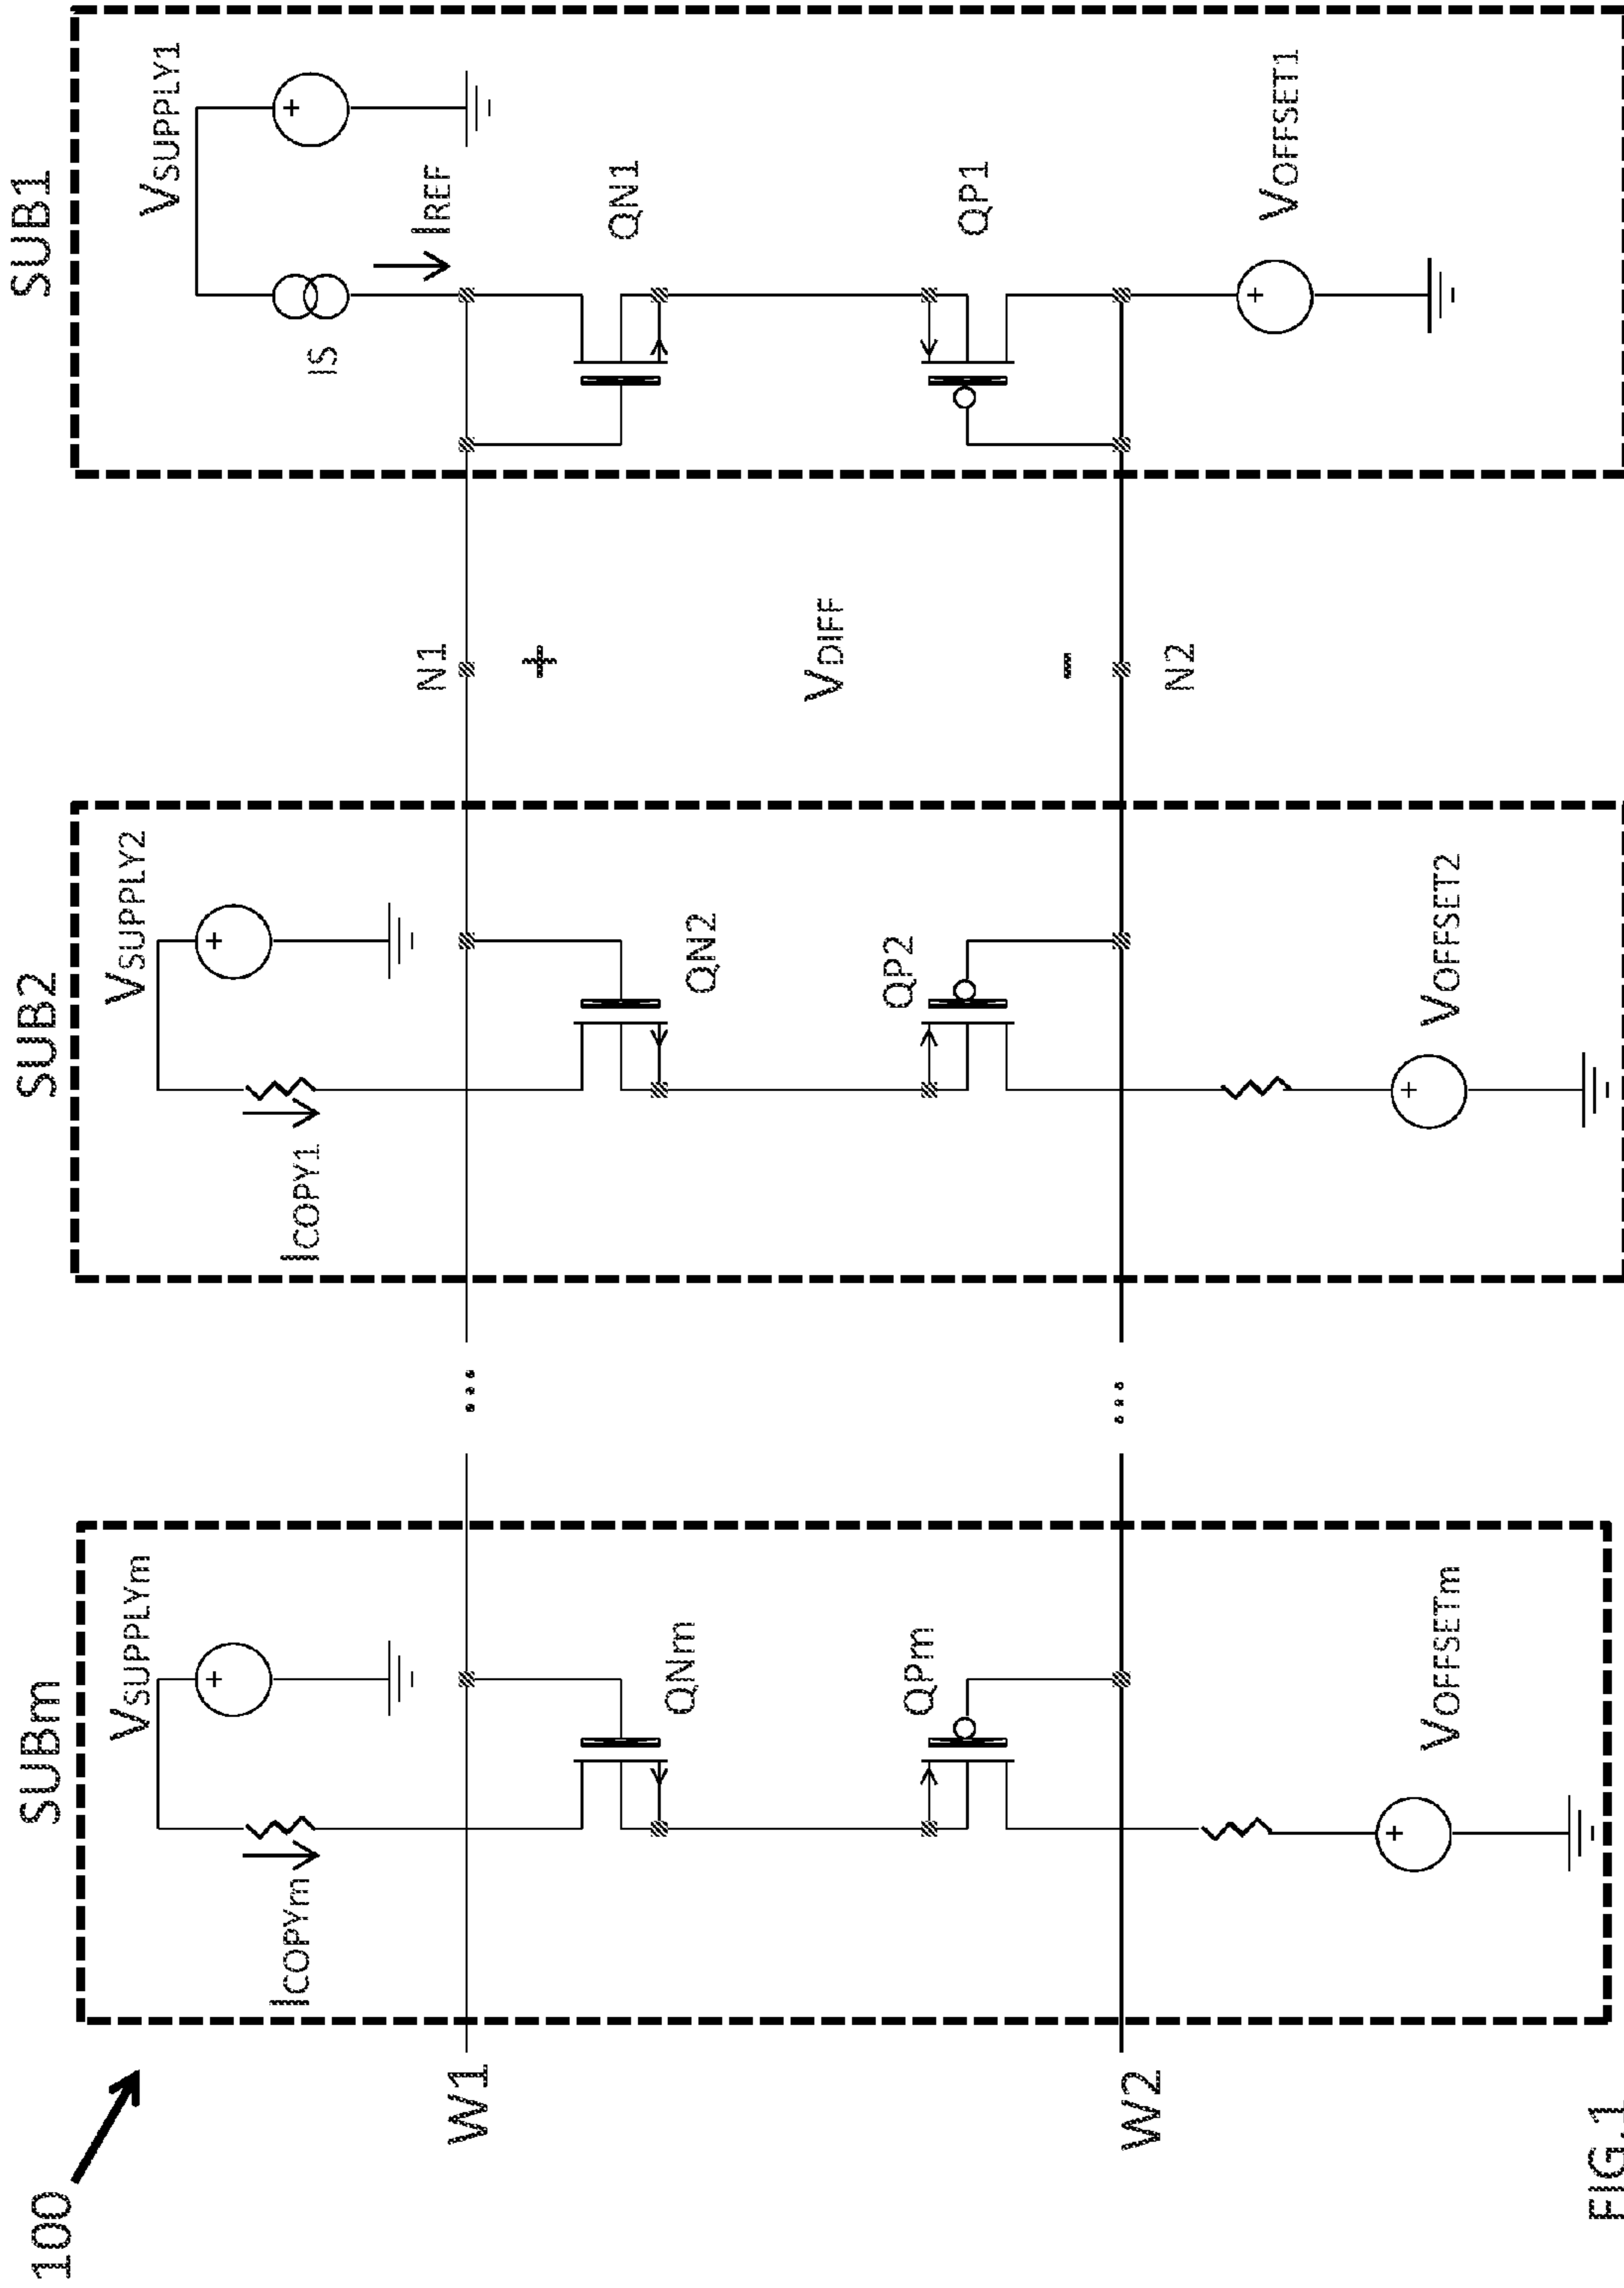 100
SUBm
SUB2
SUB1
VSUPPLYm
VSUPPLY2
VSUPPLY1
ICOPYm
ICOPY1
IS
IREF
W1
...
N1
+
QNm
QN2
QN1
VDIFF
QPm
QP2
QP1
-
W2
...
N2
VOFFSETm
VOFFSET2
VOFFSET1
FIG.1